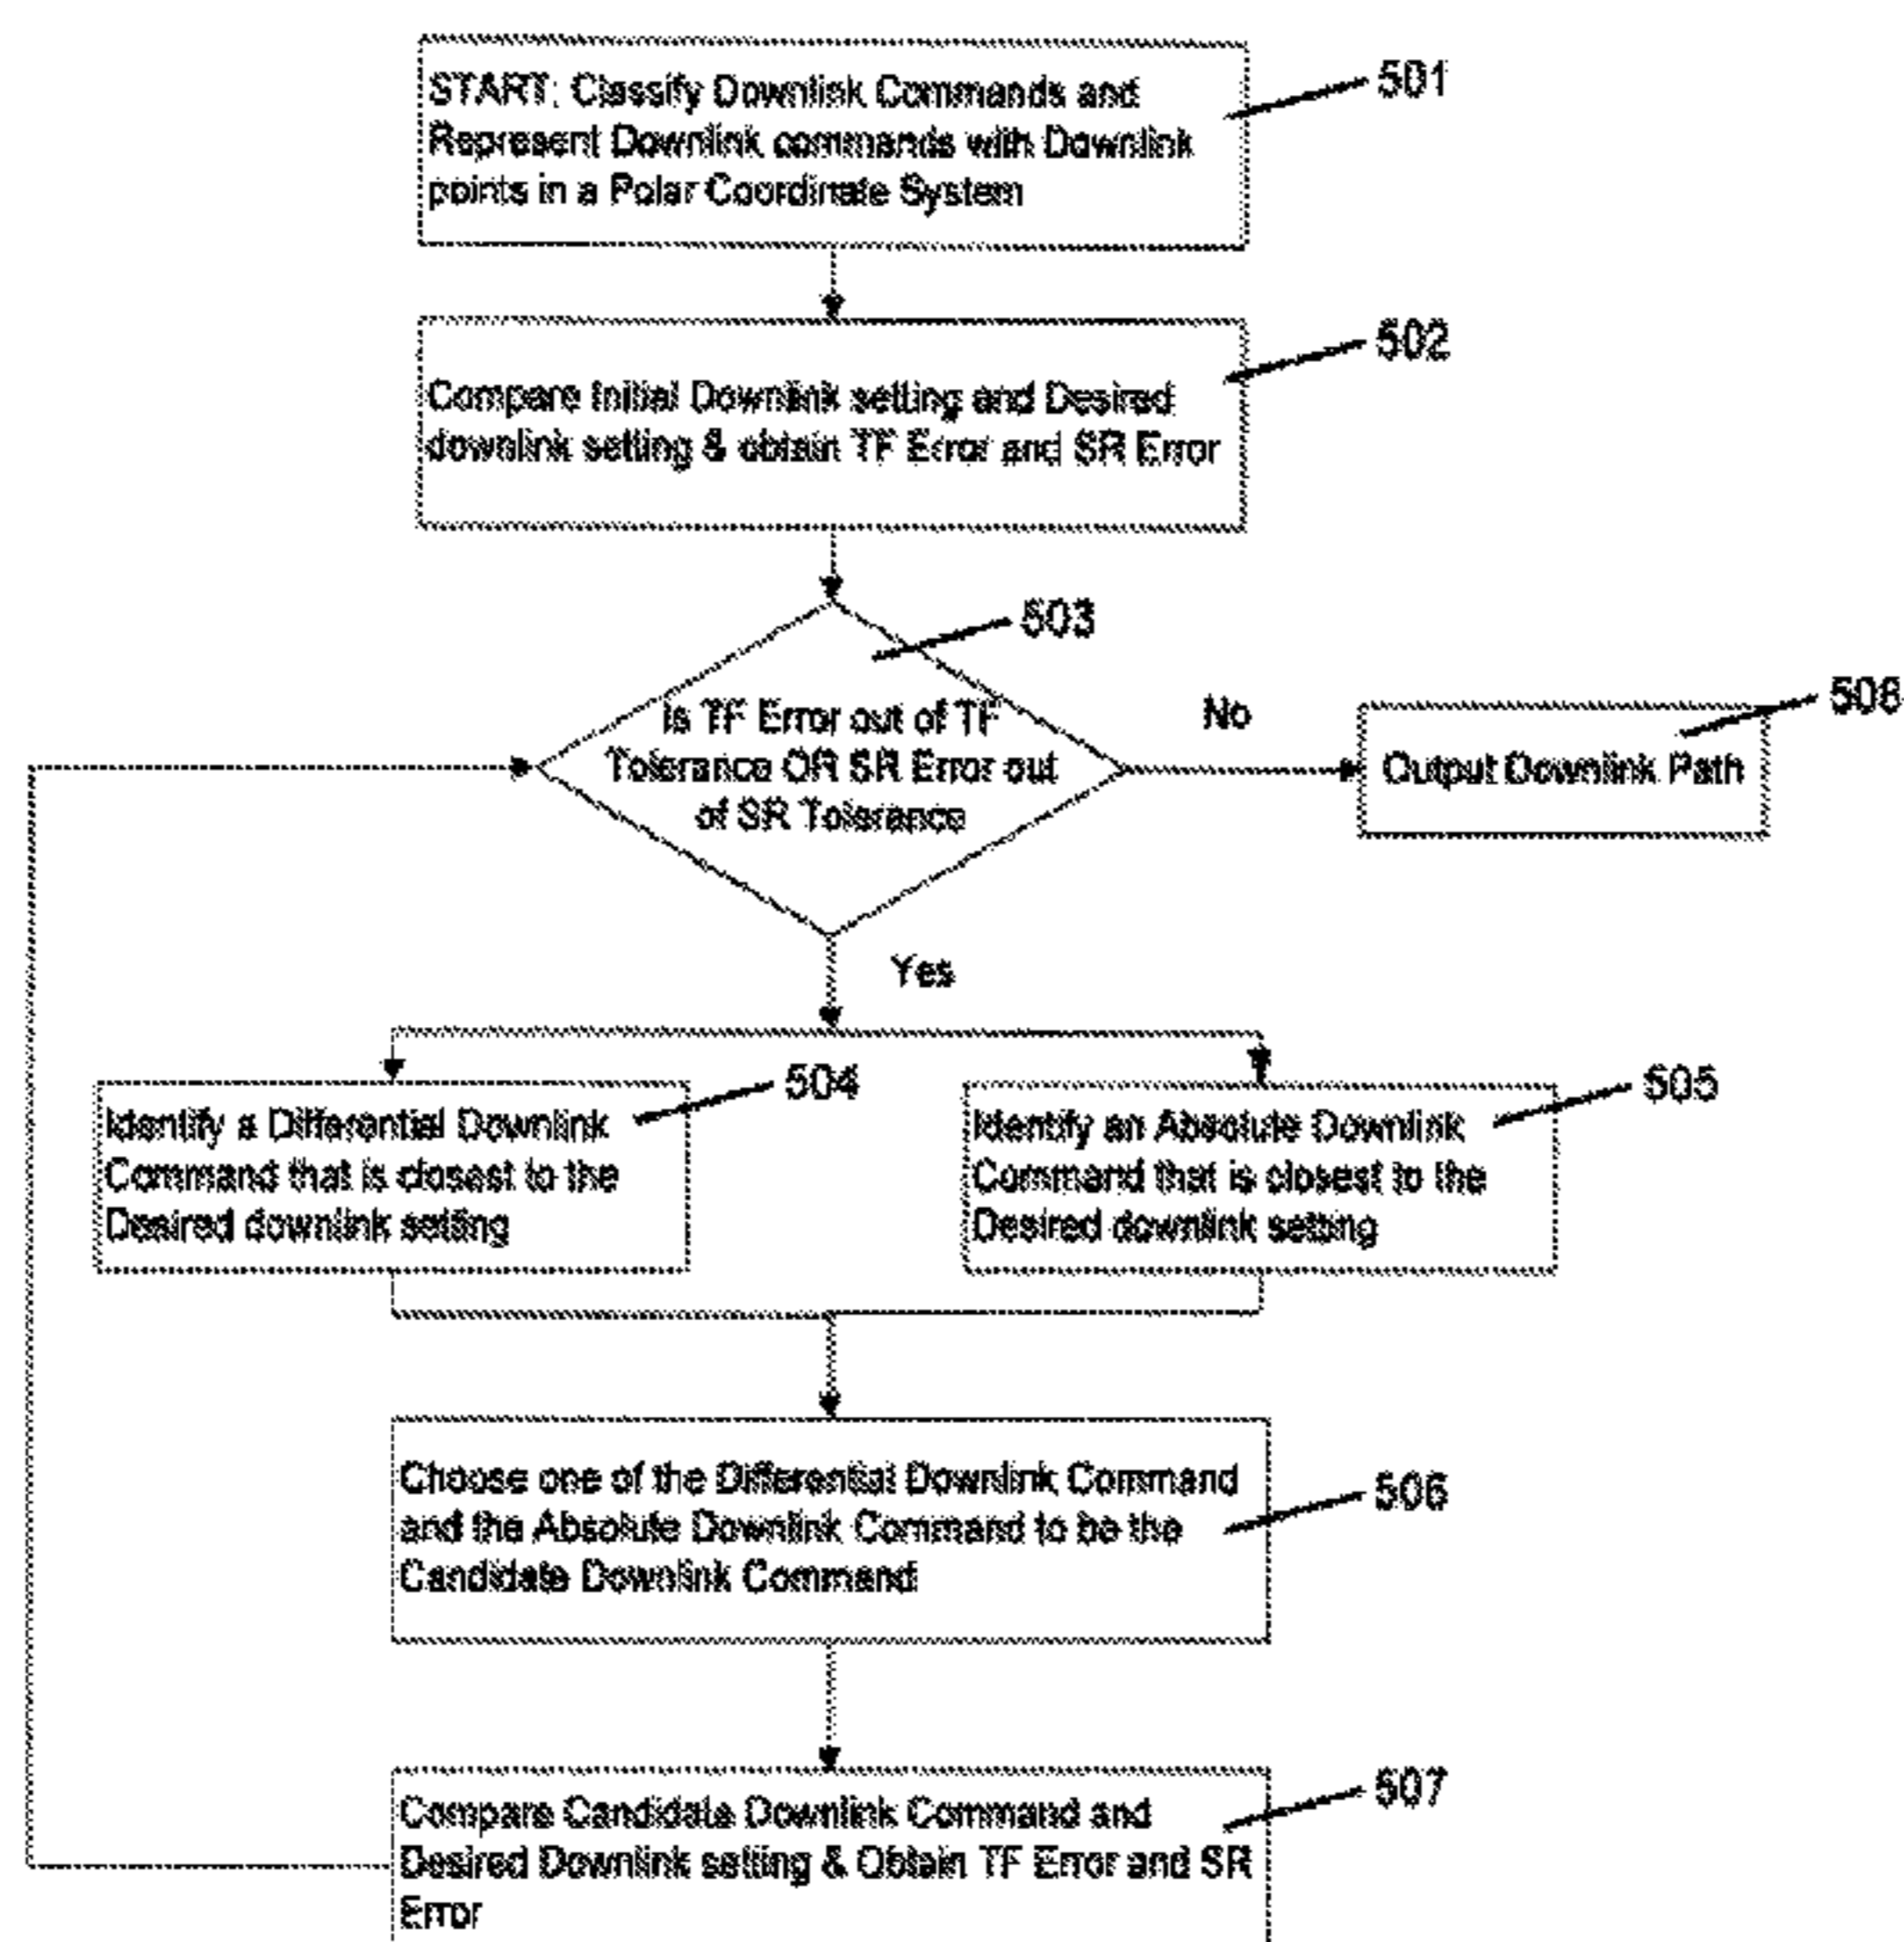 START: Classify Downlink Commands and
Represent Downlink commands with Downlink
points in a Polar Coordinate System
501
Compare Initial Downlink setting and Desired
downlink setting & obtain TF Error and SR Error
502
503
Is TF Error out of TF
Tolerance OR SR Error out
of SR Tolerance
No
508
Output Downlink Path
Yes
504
Identify a Differential Downlink
Command that is closest to the
Desired downlink setting
505
Identify an Absolute Downlink
Command that is closest to the
Desired downlink setting
Choose one of the Differential Downlink Command
and the Absolute Downlink Command to be the
Candidate Downlink Command
506
Compare Candidate Downlink Command and
Desired Downlink setting & Obtain TF Error and SR
Error
507